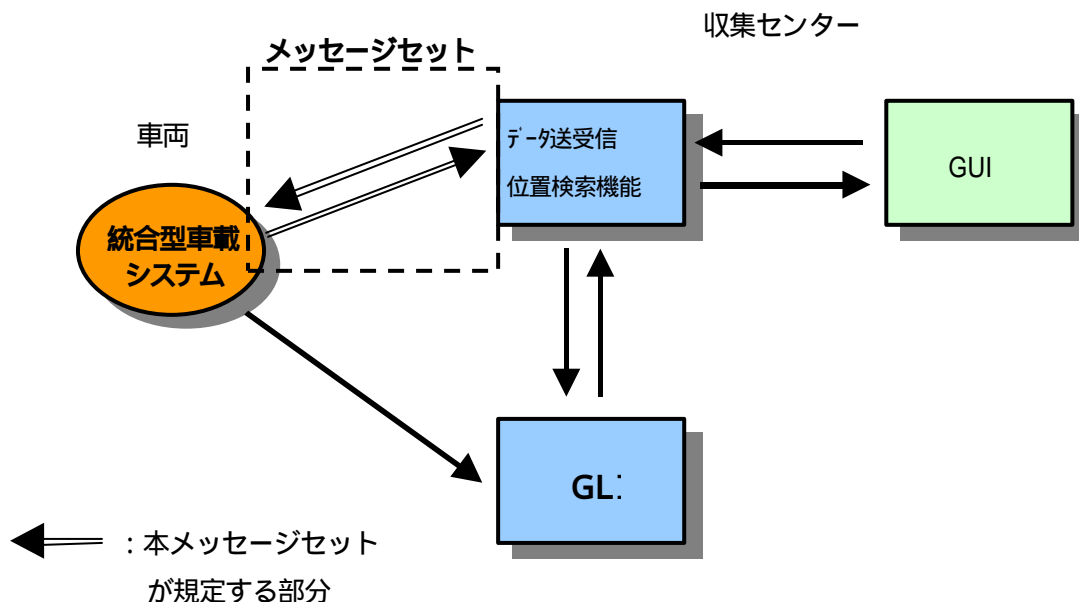 収集センター
メッセージセット
車両
データ送受信
位置検索機能
GUI
統合型車載
システム
：本メッセージセット
が規定する部分